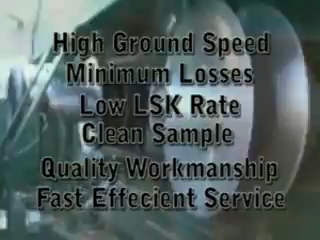 High Ground Speed
Minimum Losses
Low LSK Rate
Clean Sample
Quality Workmanship
Fast Effecient Service